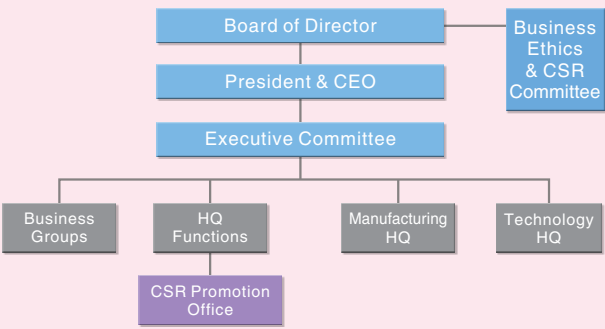 Board of Director
Business
Ethics
& CSR
Committee
President & CEO
Executive Committee
Business
Groups
HQ
Functions
Manufacturing
HQ
Technology
HQ
CSR Promotion
Office